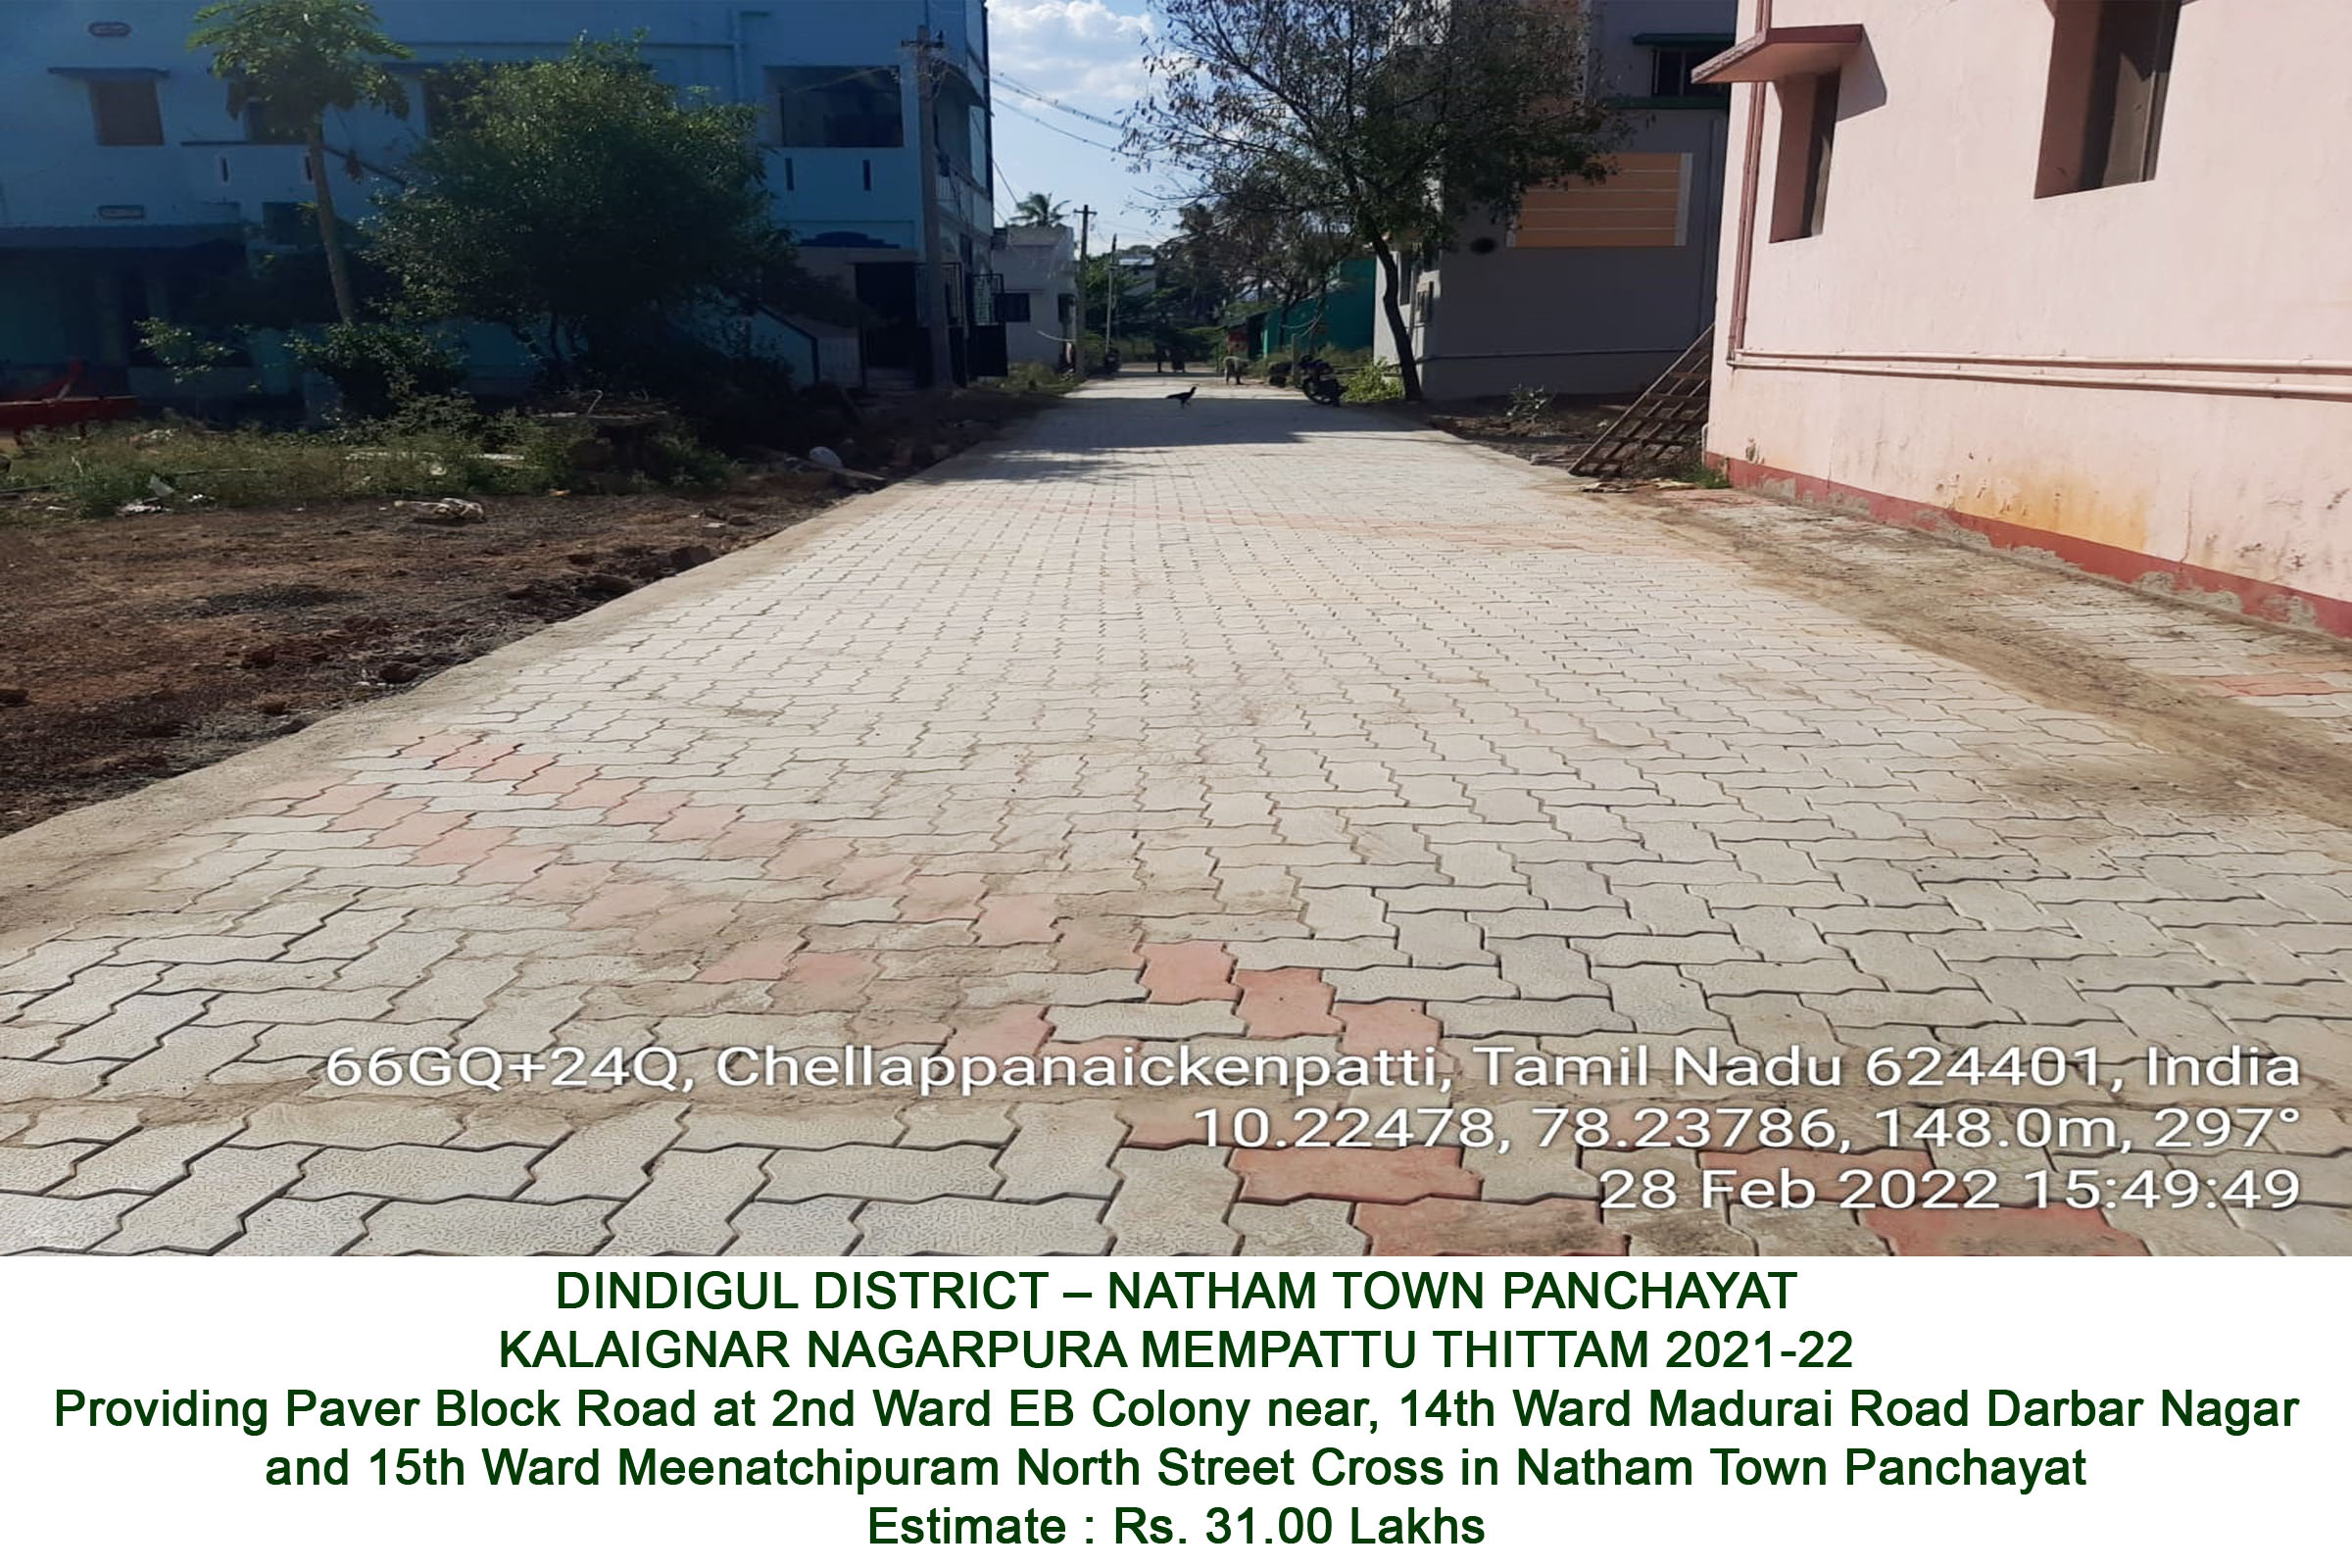 66GQ+24Q, Chellappanaickenpatti, Tamil Nadu 624401, India
10.22478, 78.23786, 148.0m, 297°
28 Feb 2022 15:49:49
DINDIGUL DISTRICT – NATHAM TOWN PANCHAYAT
KALAIGNAR NAGARPURA MEMPATTU THITTAM 2021-22
Providing Paver Block Road at 2nd Ward EB Colony near, 14th Ward Madurai Road Darbar Nagar
and 15th Ward Meenatchipuram North Street Cross in Natham Town Panchayat
Estimate : Rs. 31.00 Lakhs